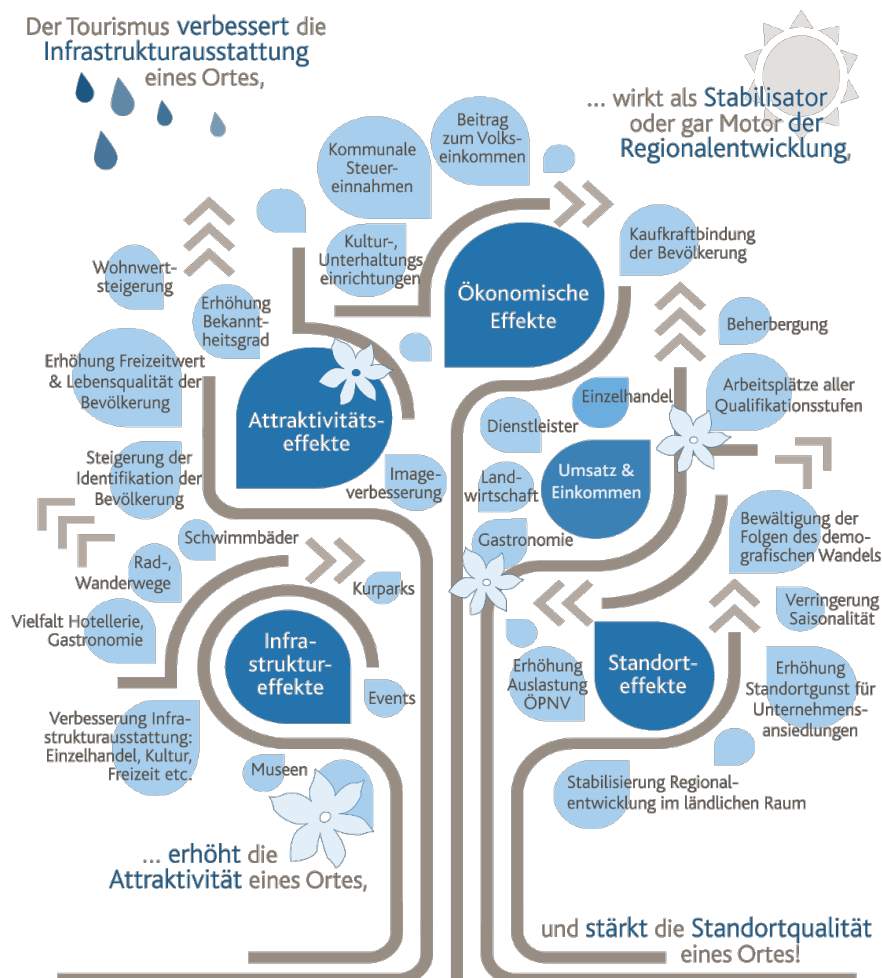 Der Tourismus verbessert die
Infrastrukturausstattung
eines Ortes,
... wirkt als Stabilisator
oder gar Motor der
Regionalentwicklung,
Beitrag
zum Volks-
einkommen
Kommunale
Steuer-
einnahmen
Kultur-,
Unterhaltungs
einrichtungen
Kaufkraftbindung
der Bevölkerung
Ökonomische
Effekte
Wohnwert-
steigerung
Erhöhung
Bekannt-
heitsgrad
Beherbergung
Erhöhung Freizeitwert
& Lebensqualität der
Bevölkerung
Attraktivitäts-
effekte
Einzelhandel
Arbeitsplätze aller
Qualifikationsstufen
Dienstleister
Steigerung der
Identifikation der
Bevölkerung
Image-
verbesserung
Land-
wirtschaft
Umsatz &
Einkommen
Gastronomie
Bewältigung der
Folgen des demo-
grafischen Wandels
Schwimmbäder
Rad-,
Wanderwege
Kurparks
Verringerung
Saisonalität
Vielfalt Hotellerie,
Gastronomie
Infra-
struktur-
effekte
Erhöhung
Auslastung
ÖPNV
Standort-
effekte
Erhöhung
Standortgunst für
Unternehmens-
ansiedlungen
Events
Verbesserung Infra-
strukturausstattung:
Einzelhandel, Kultur,
Freizeit etc.
Museen
Stabilisierung Regional-
entwicklung im ländlichen Raum
... erhöht die
Attraktivität eines Ortes,
und stärkt die Standortqualität
eines Ortes!